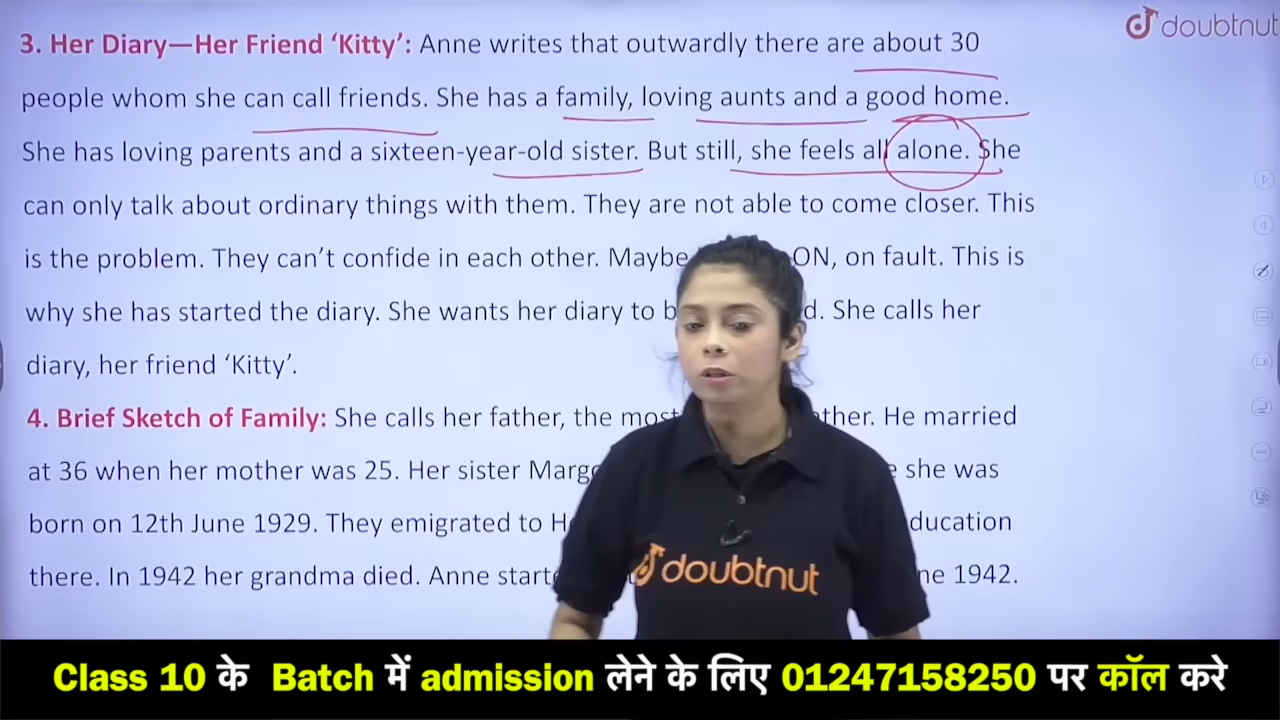 3. Her Diary—Her Friend ‘Kitty’: Anne writes that outwardly there are about 30
doubtnut
people whom she can call friends. She has a family, loving aunts and a good home.
She has loving parents and a sixteen-year-old sister. But still, she feels all alone. She
can only talk about ordinary things with them. They are not able to come closer. This
is the problem. They can’t confide in each other. Maybe ON, on fault. This is
why she has started the diary. She wants her diary to She calls her
diary, her friend ‘Kitty’.
4. Brief Sketch of Family: She calls her father, the most He married
at 36 when her mother was 25. Her sister she was
born on 12th June 1929. They emigrated to
there. In 1942 her grandma died. Anne 1942.
doubtnut
Class 10 के Batch में admission लेने के लिए 01247158250 पर कॉल करे